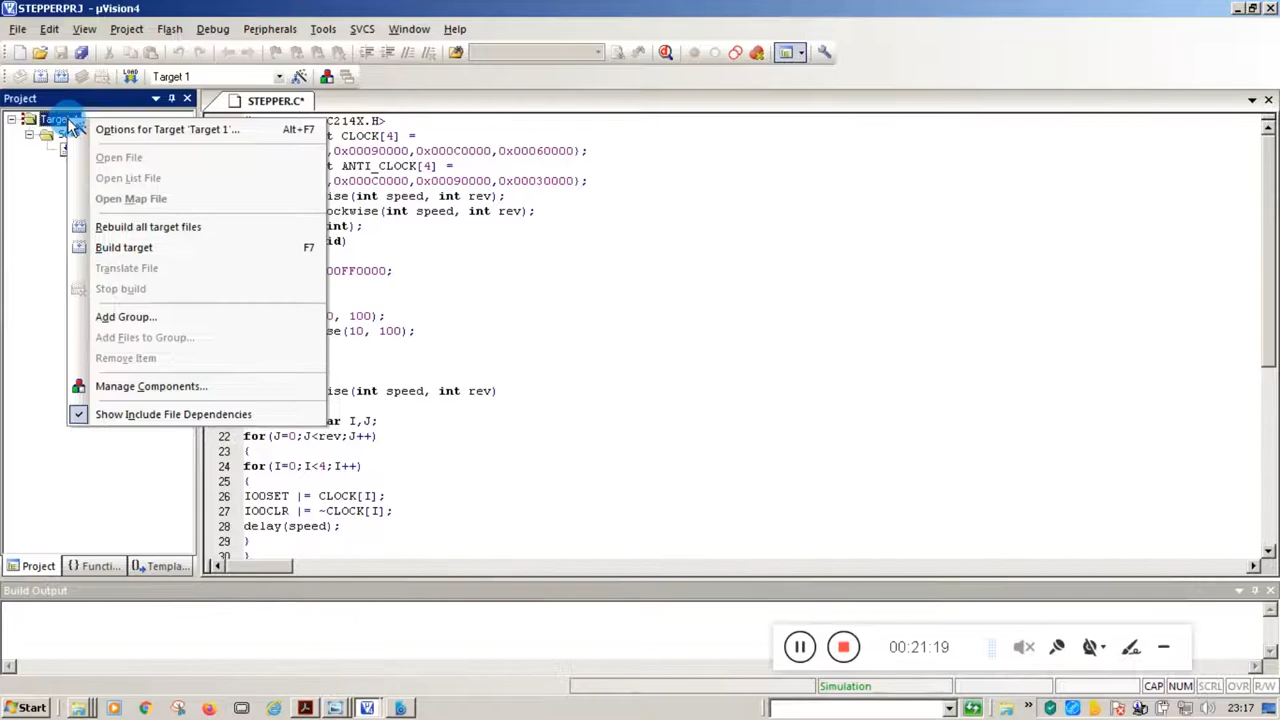 STEPPERPRJ - µVision4
File Edit View Project Flash Debug Peripherals Tools SVCS Window Help
LOAD Target 1
Project
STEPPER.C*
Target
Options for Target 'Target 1'... Alt+F7
Open File
Open List File
Open Map File
Rebuild all target files
Build target F7
Translate File
Stop build
Add Group...
Add Files to Group...
Remove Item
Manage Components...
Show Include File Dependencies
C214X.H>
t CLOCK[4] =
,0x00090000,0x000C0000,0x00060000};
t ANTI_CLOCK[4] =
,0x000C0000,0x00090000,0x00030000};
ise(int speed, int rev);
ockwise(int speed, int rev);
int);
id)
00FF0000;
0, 100);
se(10, 100);
ise(int speed, int rev)
ar I,J;
22 for(J=0;J<rev;J++)
23 {
24 for(I=0;I<4;I++)
25 {
26 IO0SET |= CLOCK[I];
27 IO0CLR |= ~CLOCK[I];
28 delay(speed);
29 }
30 }
Project {} Functi... Templa...
Build Output
00:21:19
Simulation CAP NUM SCRL OVR R/W
Start 23:17